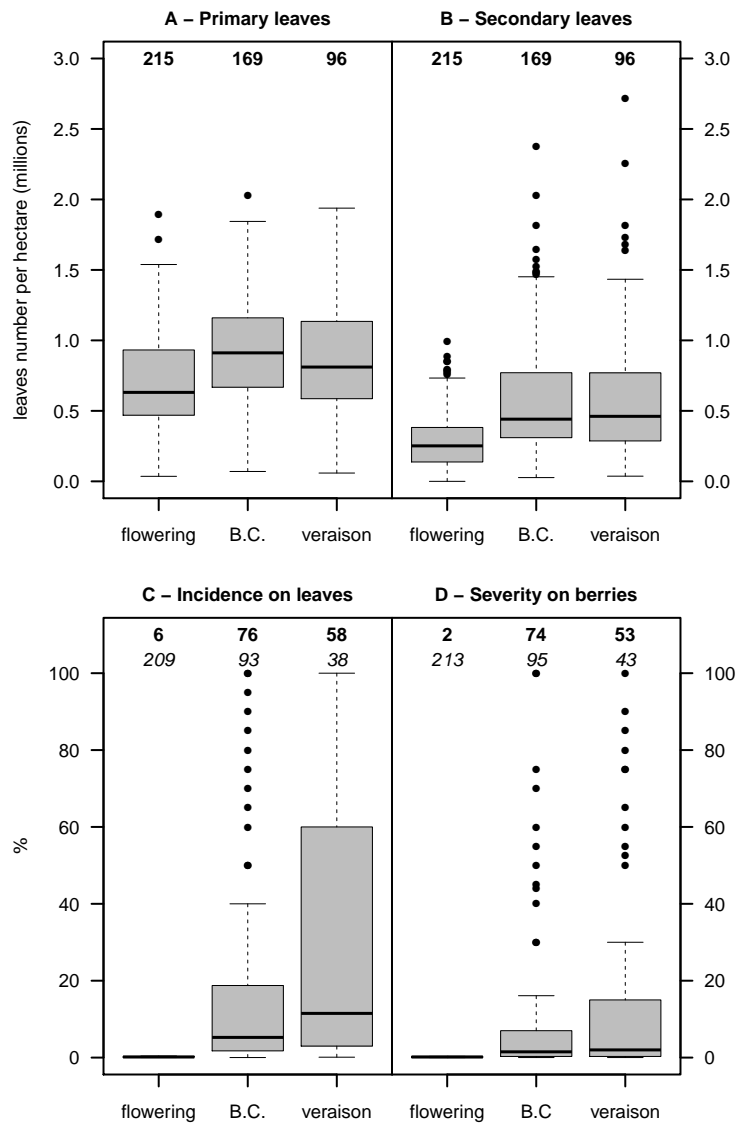 A – Primary leaves
B – Secondary leaves
3.0 215 169 96 215 169 96 3.0
2.5 2.5
2.0 2.0
1.5 1.5
1.0 1.0
0.5 0.5
0.0 0.0
leaves number per hectare (millions)
flowering B.C. veraison flowering B.C. veraison
C – Incidence on leaves
D – Severity on berries
6 76 58 2 74 53
209 93 38 213 95 43
100 100
80 80
60 60
40 40
20 20
0 0
%
flowering B.C. veraison flowering B.C veraison